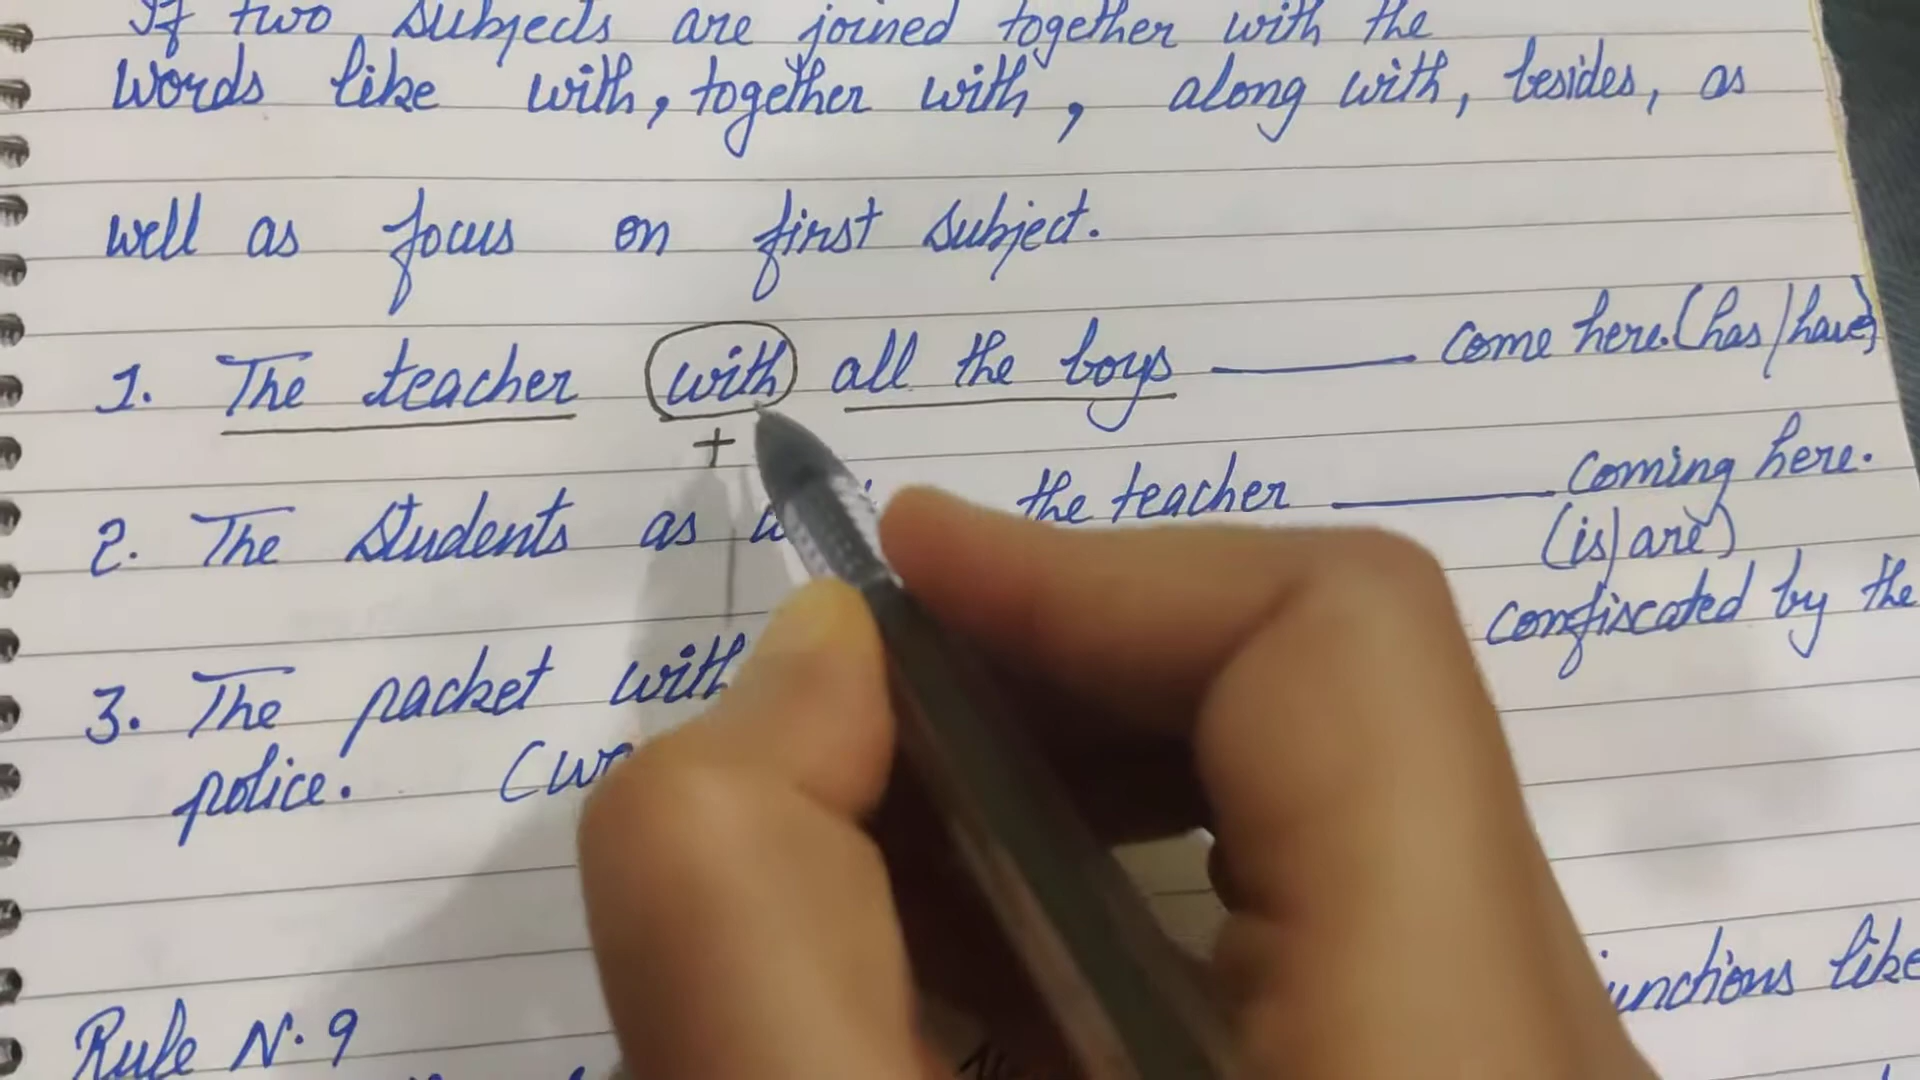 If two subjects are joined together with the
words like with, together with, along with, besides, as
well as focus on first subject.
1. The teacher with all the boys ______ come here. (has/have)
+
2. The students as the teacher ______ coming here.
(is/are)
3. The packet with confiscated by the
police.
Rule N. 9
like